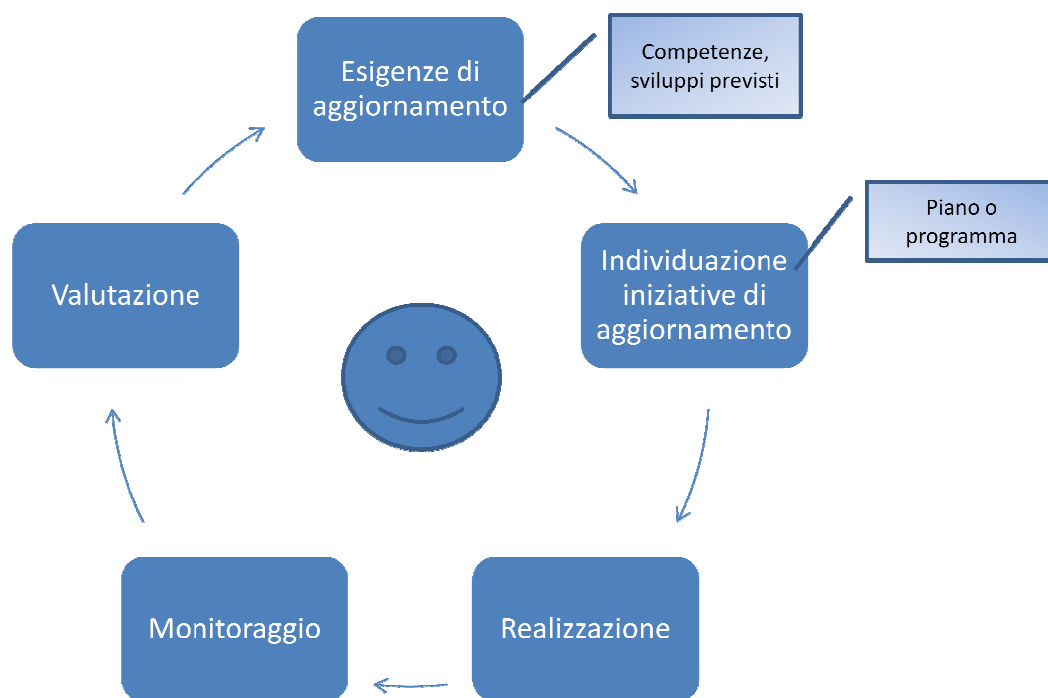 Esigenze di
aggiornamento
Competenze,
sviluppi previsti
Piano o
programma
Individuazione
iniziative di
aggiornamento
Valutazione
Monitoraggio
Realizzazione